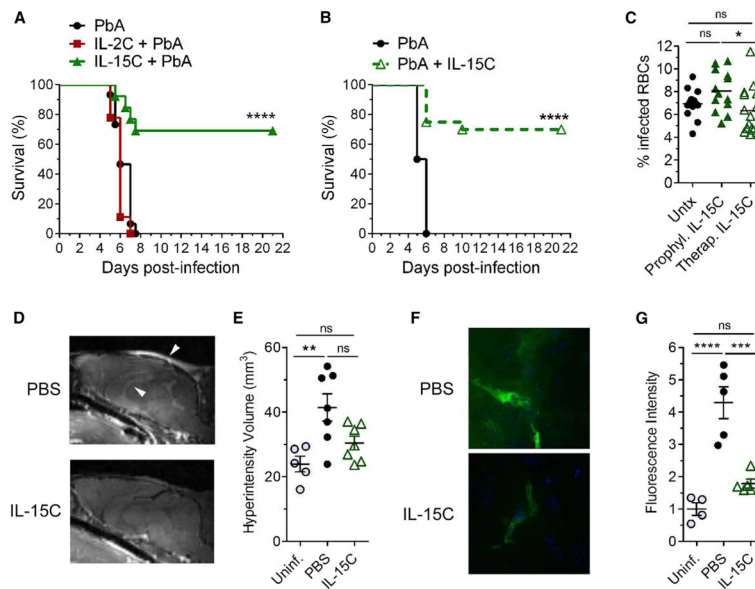 A
PbA
IL-2C + PbA
IL-15C + PbA
Survival (%)
100
80
60
40
20
0
****
0 2 4 6 8 10 12 14 16 18 20 22
Days post-infection
B
PbA
PbA + IL-15C
Survival (%)
100
80
60
40
20
0
****
0 2 4 6 8 10 12 14 16 18 20 22
Days post-infection
C
ns
ns *
% infected RBCs
12
10
8
6
4
2
0
Untx
Prophyl. IL-15C
Therap. IL-15C
D
PBS
IL-15C
E
ns
** ns
Hyperintensity Volume (mm³)
60
40
20
0
Uninf.
PBS
IL-15C
F
PBS
IL-15C
G
ns
**** ***
Fluorescence Intensity
6
5
4
3
2
1
0
Uninf.
PBS
IL-15C